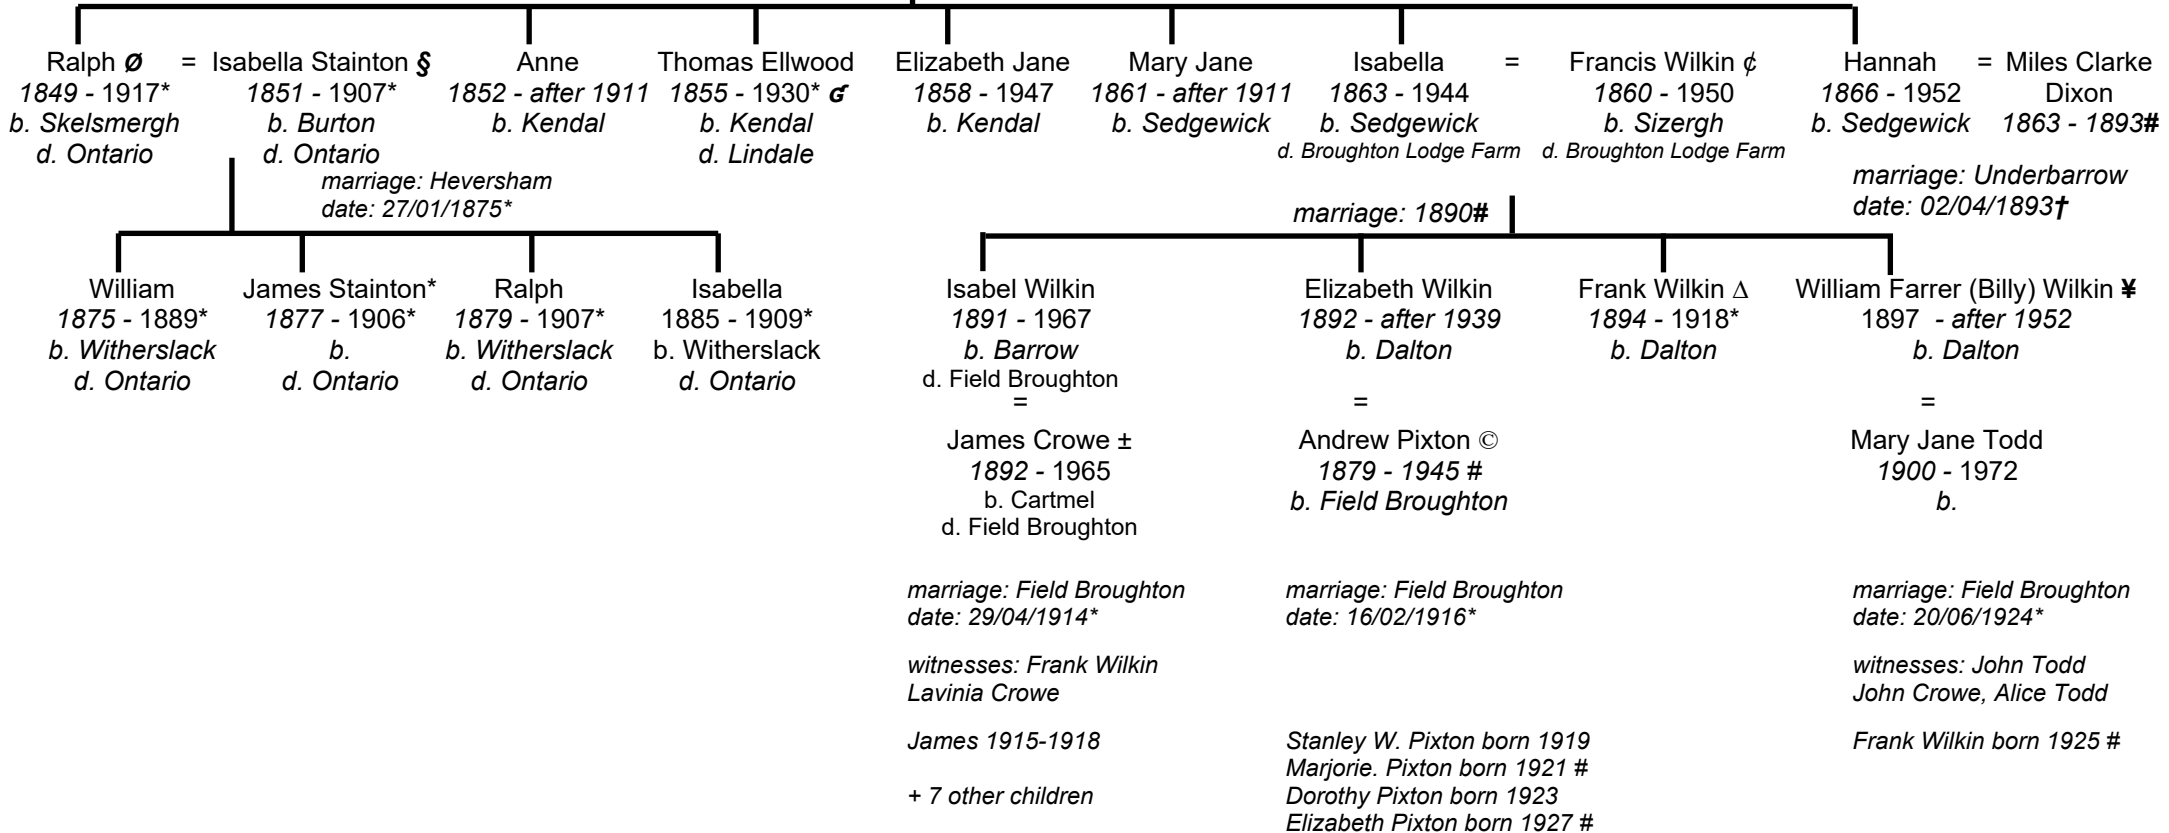 Ralph Ø = Isabella Stainton § Anne Thomas Ellwood Elizabeth Jane Mary Jane Isabella = Francis Wilkin ¢ Hannah = Miles Clarke
1849 - 1917* 1851 - 1907* 1852 - after 1911 1855 - 1930* 1858 - 1947 1861 - after 1911 1863 - 1944 1860 - 1950 1866 - 1952 Dixon
b. Skelsmergh b. Burton b. Kendal b. Kendal b. Kendal b. Sedgewick b. Sedgewick b. Sizergh b. Sedgewick 1863 - 1893#
d. Ontario d. Ontario d. Lindale d. Broughton Lodge Farm d. Broughton Lodge Farm
marriage: Heversham
date: 27/01/1875*
marriage: 1890#
marriage: Underbarrow
date: 02/04/1893†
William James Stainton* Ralph Isabella Isabel Wilkin Elizabeth Wilkin Frank Wilkin Δ William Farrer (Billy) Wilkin ¥
1875 - 1889* 1877 - 1906* 1879 - 1907* 1885 - 1909* 1891 - 1967 1892 - after 1939 1894 - 1918* 1897 - after 1952
b. Witherslack b. b. Witherslack b. Witherslack b. Barrow b. Dalton b. Dalton b. Dalton
d. Ontario d. Ontario d. Ontario d. Ontario d. Field Broughton
= = =
James Crowe ± Andrew Pixton © Mary Jane Todd
1892 - 1965 1879 - 1945 # 1900 - 1972
b. Cartmel b. Field Broughton b.
d. Field Broughton
marriage: Field Broughton marriage: Field Broughton marriage: Field Broughton
date: 29/04/1914* date: 16/02/1916* date: 20/06/1924*
witnesses: Frank Wilkin witnesses: John Todd
Lavinia Crowe John Crowe, Alice Todd
James 1915-1918 Stanley W. Pixton born 1919 Frank Wilkin born 1925 #
Marjorie. Pixton born 1921 #
+ 7 other children Dorothy Pixton born 1923
Elizabeth Pixton born 1927 #